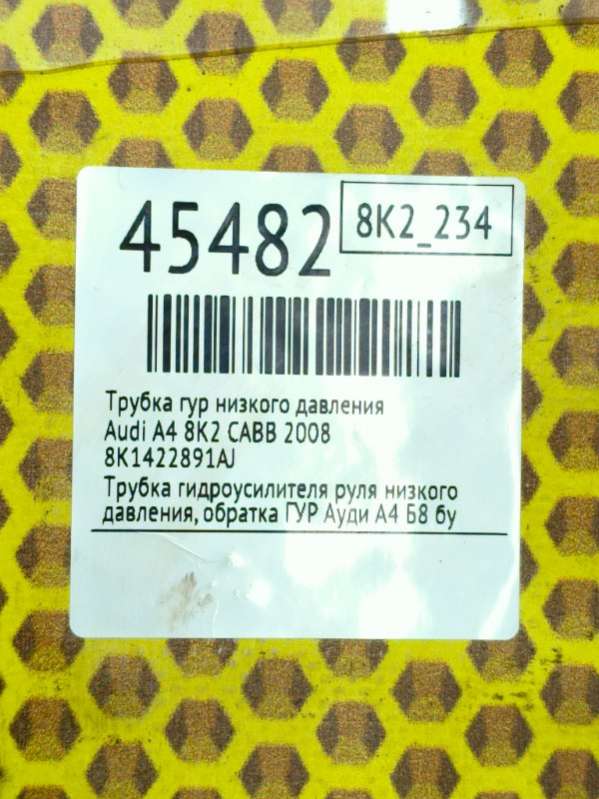 45482
8K2_234
Трубка гур низкого давления
Audi A4 8K2 CABB 2008
8K1422891AJ
Трубка гидроусилителя руля низкого
давления, обратка ГУР Ауди А4 Б8 бу